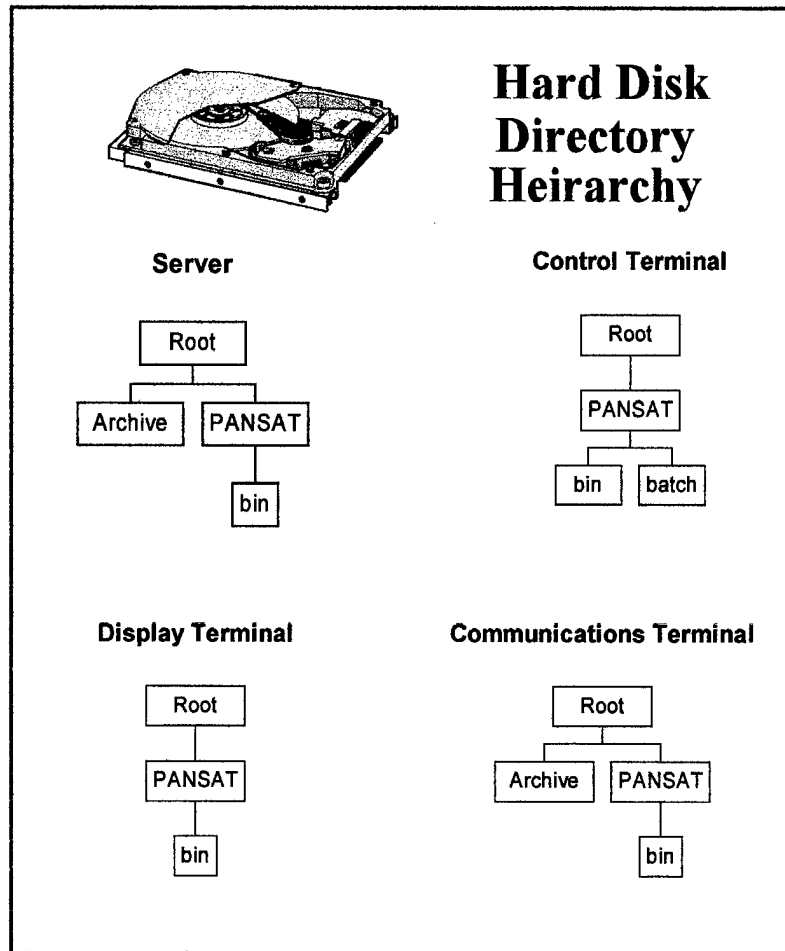 Hard Disk
Directory
Heirarchy
Server
Root
Archive
PANSAT
bin
Control Terminal
Root
PANSAT
bin
batch
Display Terminal
Root
PANSAT
bin
Communications Terminal
Root
Archive
PANSAT
bin